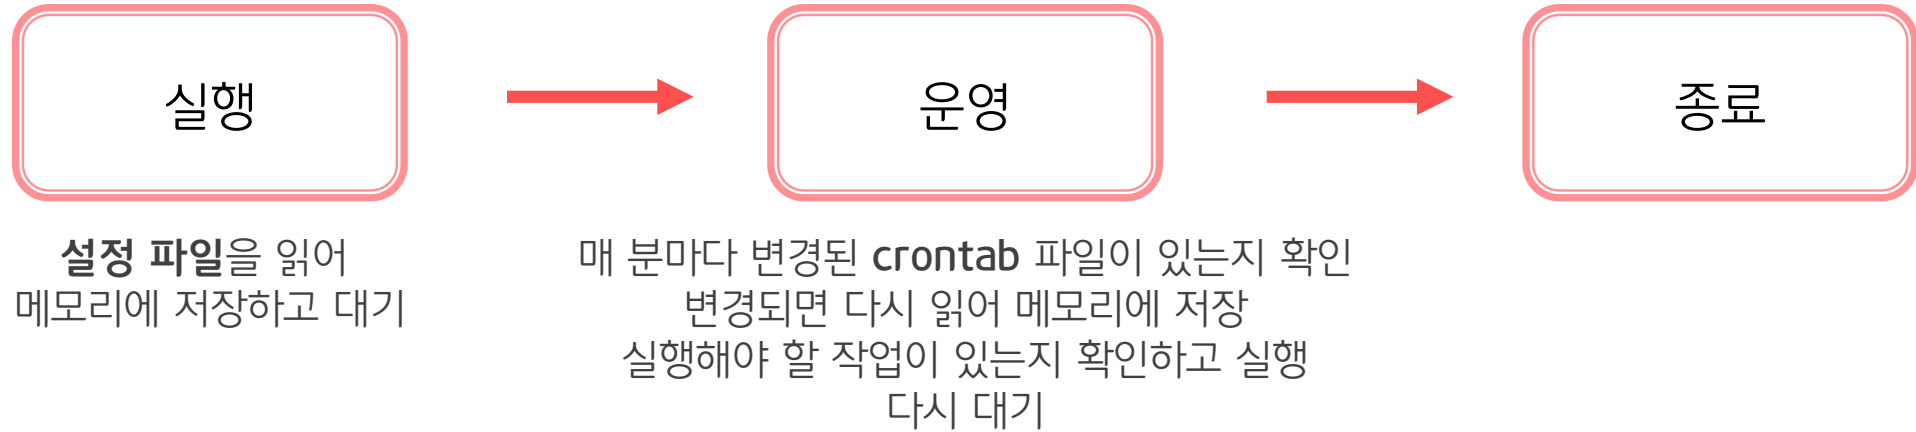 실행
운영
종료
설정 파일을 읽어
메모리에 저장하고 대기
매 분마다 변경된 crontab 파일이 있는지 확인
변경되면 다시 읽어 메모리에 저장
실행해야 할 작업이 있는지 확인하고 실행
다시 대기